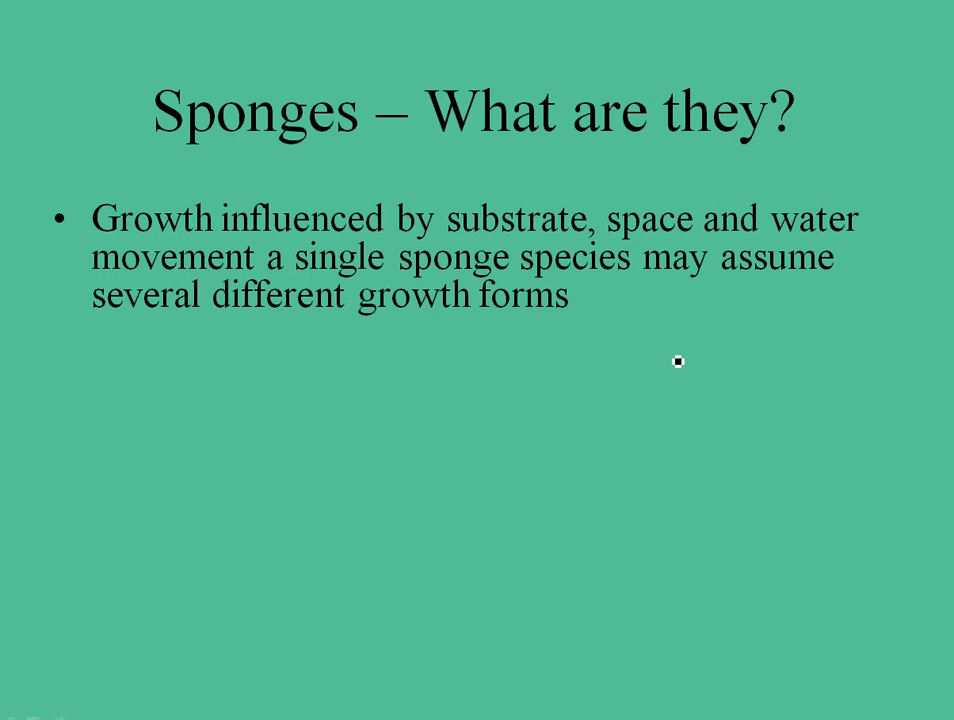 Sponges – What are they?
• Growth influenced by substrate, space and water
movement a single sponge species may assume
several different growth forms